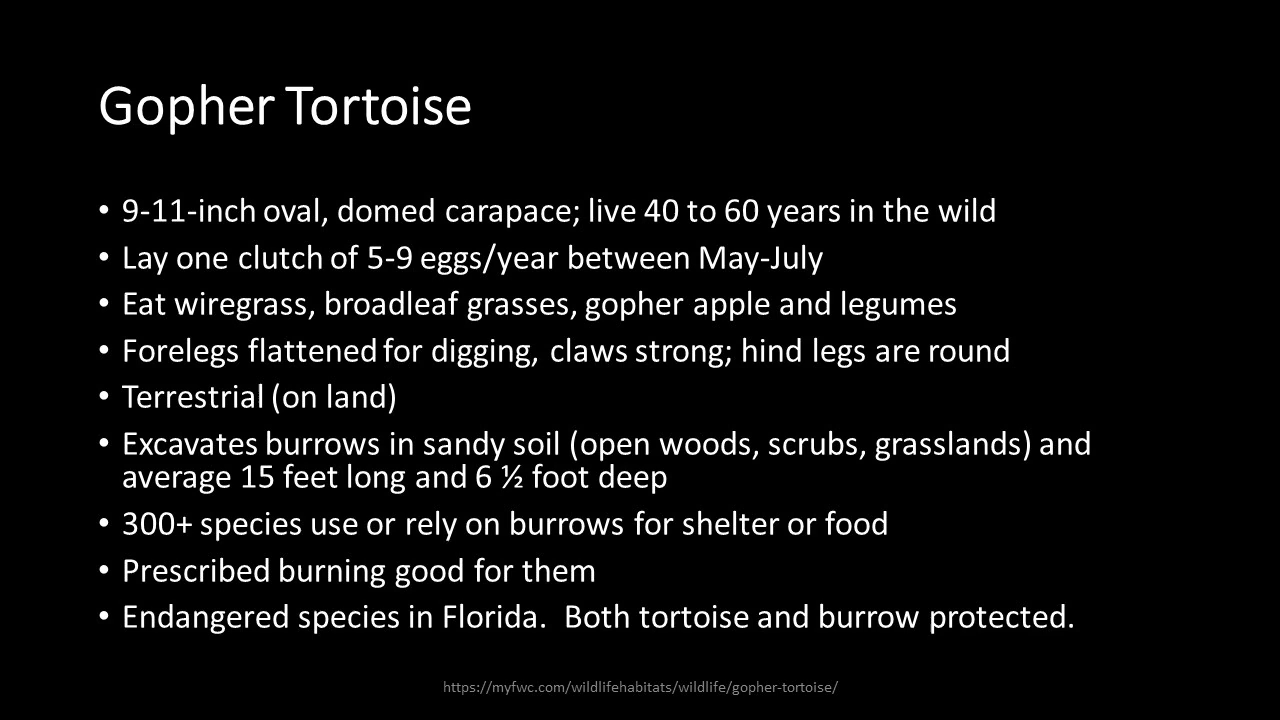 Gopher Tortoise
• 9-11-inch oval, domed carapace; live 40 to 60 years in the wild
• Lay one clutch of 5-9 eggs/year between May-July
• Eat wiregrass, broadleaf grasses, gopher apple and legumes
• Forelegs flattened for digging, claws strong; hind legs are round
• Terrestrial (on land)
• Excavates burrows in sandy soil (open woods, scrubs, grasslands) and
average 15 feet long and 6 ½ foot deep
• 300+ species use or rely on burrows for shelter or food
• Prescribed burning good for them
• Endangered species in Florida.  Both tortoise and burrow protected.
https://myfwc.com/wildlifehabitats/wildlife/gopher-tortoise/